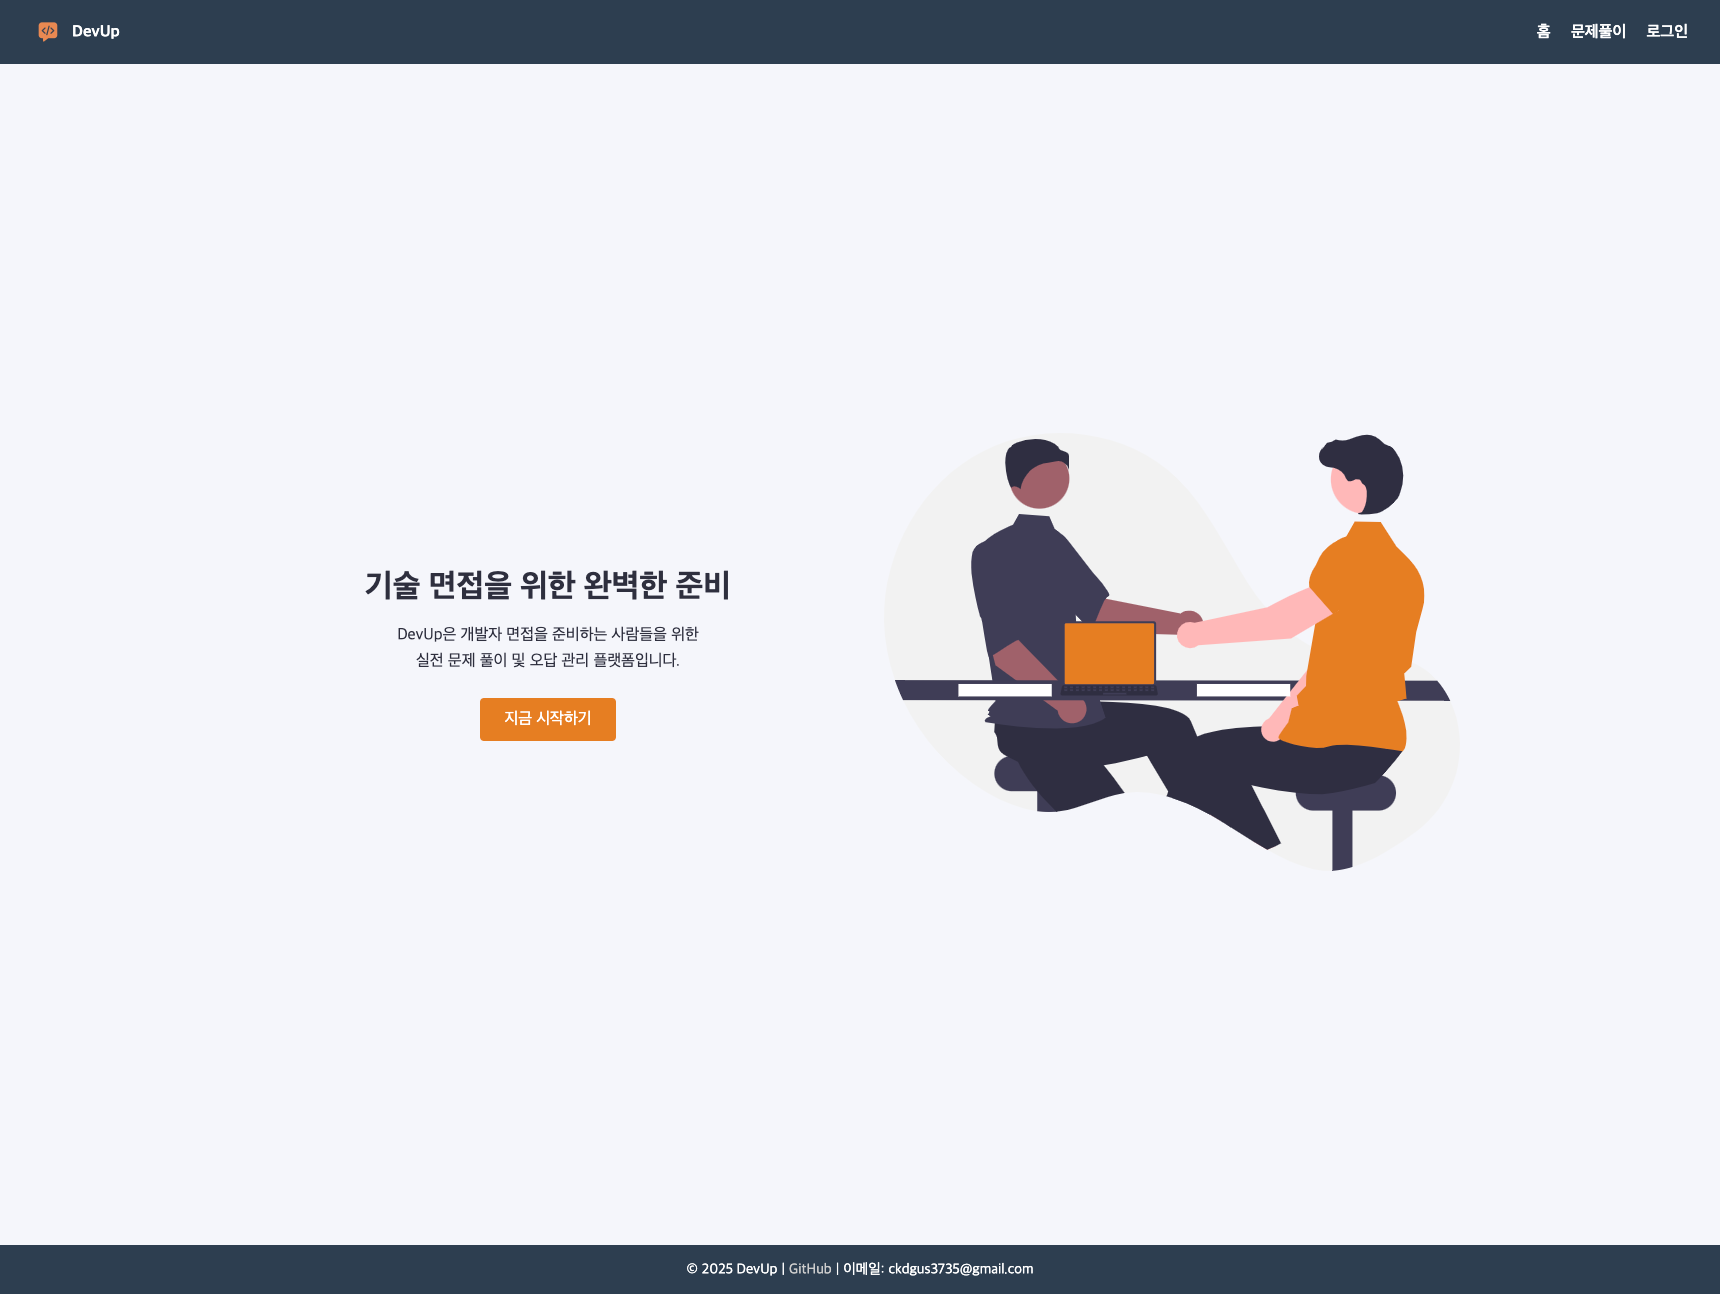 DevUp
홈 문제풀이 로그인
기술 면접을 위한 완벽한 준비
DevUp은 개발자 면접을 준비하는 사람들을 위한
실전 문제 풀이 및 오답 관리 플랫폼입니다.
지금 시작하기
© 2025 DevUp | GitHub | 이메일: ckdgus3735@gmail.com